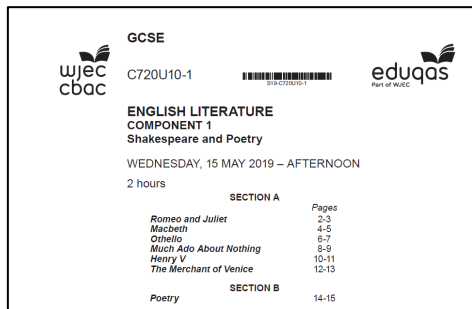 GCSE
wjec
cbac
C720U10-1
S19-C720U10-1
eduqas
Part of WJEC
ENGLISH LITERATURE
COMPONENT 1
Shakespeare and Poetry
WEDNESDAY, 15 MAY 2019 – AFTERNOON
2 hours
SECTION A
Pages
Romeo and Juliet 2-3
Macbeth 4-5
Othello 6-7
Much Ado About Nothing 8-9
Henry V 10-11
The Merchant of Venice 12-13
SECTION B
Poetry 14-15